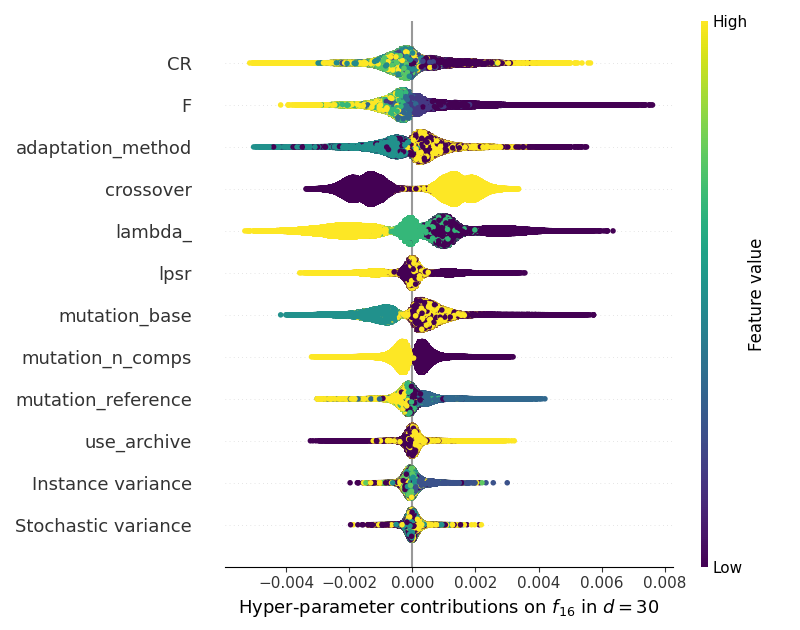 High
CR
F
adaptation_method
crossover
lambda_
lpsr
mutation_base
mutation_n_comps
mutation_reference
use_archive
Instance variance
Stochastic variance
Feature value
Low
−0.004 −0.002 0.000 0.002 0.004 0.006 0.008
Hyper-parameter contributions on f16 in d = 30